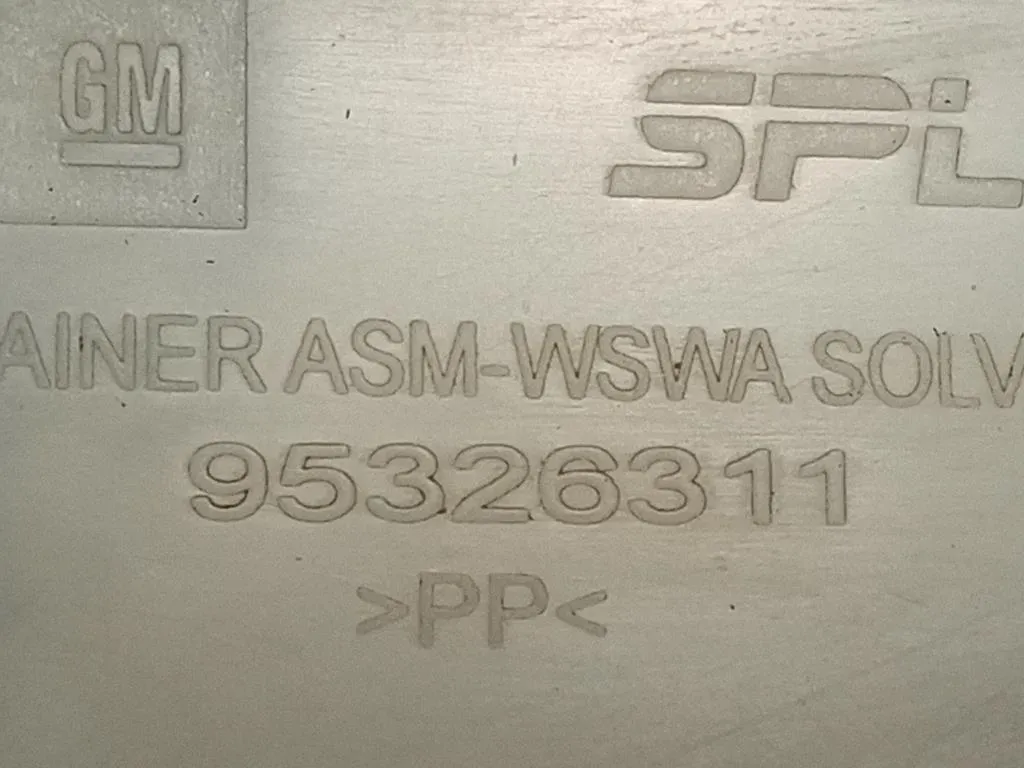 GM SPL
AINER ASM-WSWA SOLV
95326311
>PP<